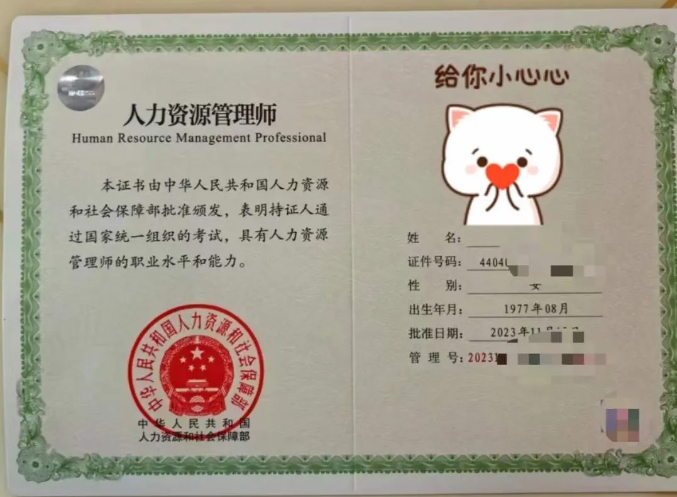 人力资源管理师
Human Resource Management Professional
本证书由中华人民共和国人力资源
和社会保障部批准颁发，表明持证人通
过国家统一组织的考试，具有人力资源
管理师的职业水平和能力。
中华人民共和国人力资源和社会保障部
中华人民共和国
人力资源和社会保障部
给你小心心
姓 名：
证件号码： 4404
性 别： 女
出生年月： 1977年08月
批准日期： 2023年11月
管 理 号： 2023